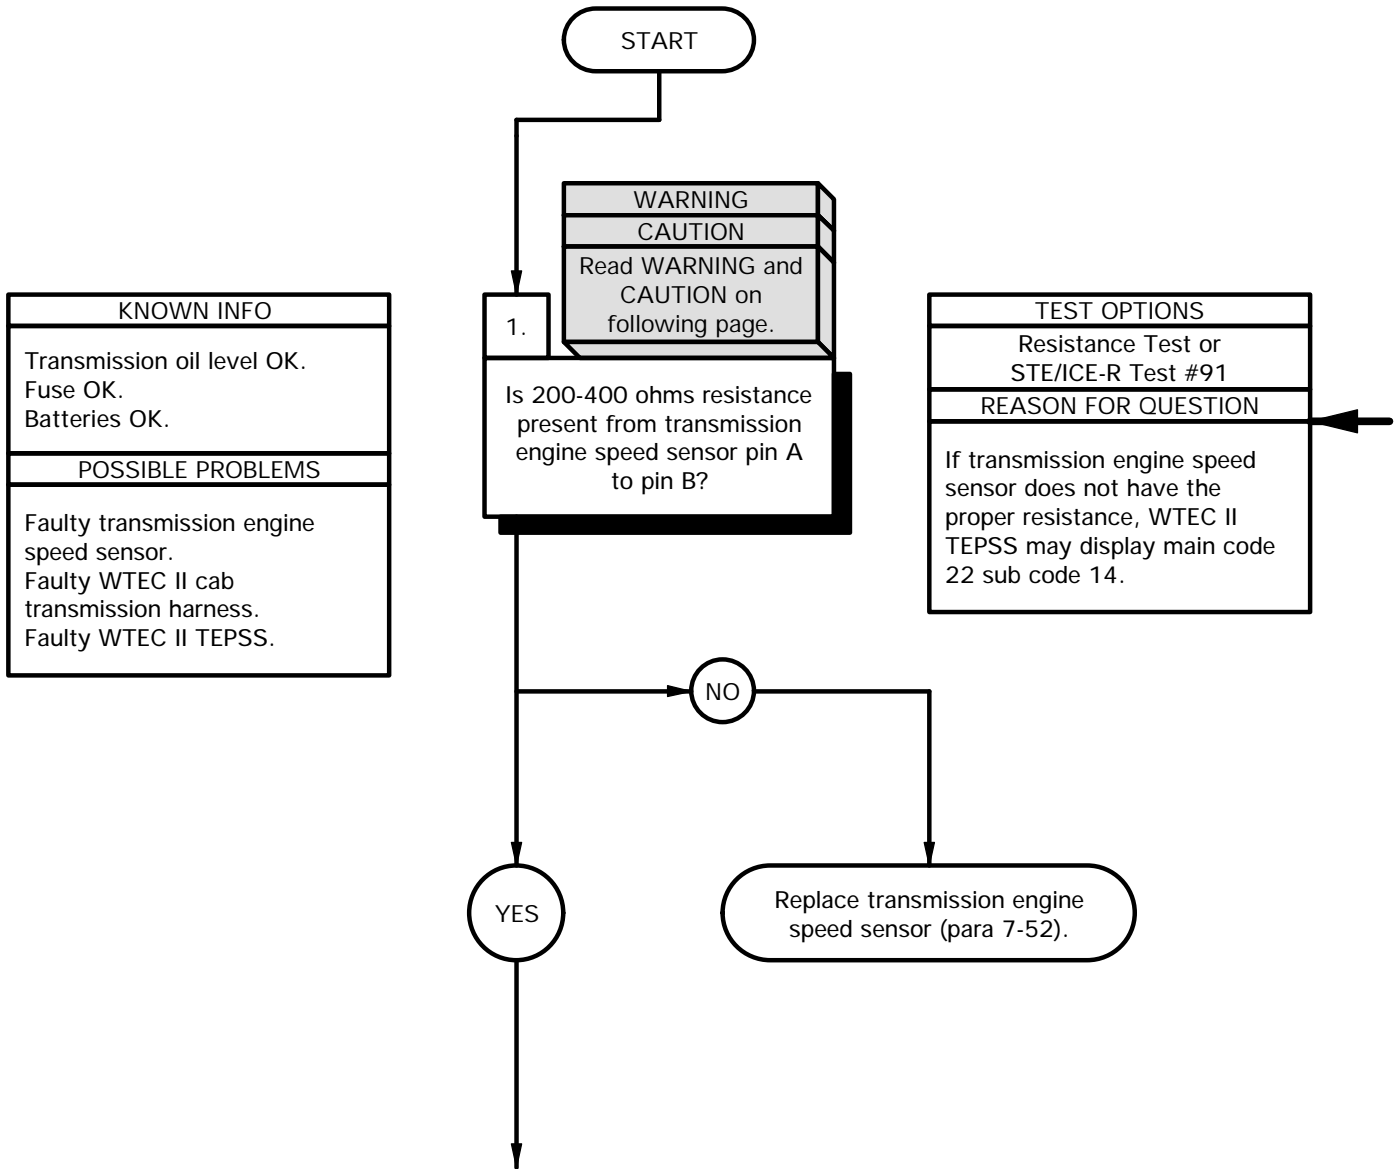 START
WARNING
CAUTION
Read WARNING and
CAUTION on
following page.
KNOWN INFO
Transmission oil level OK.
Fuse OK.
Batteries OK.
POSSIBLE PROBLEMS
Faulty transmission engine
speed sensor.
Faulty WTEC II cab
transmission harness.
Faulty WTEC II TEPSS.
1.
Is 200-400 ohms resistance
present from transmission
engine speed sensor pin A
to pin B?
TEST OPTIONS
Resistance Test or
STE/ICE-R Test #91
REASON FOR QUESTION
If transmission engine speed
sensor does not have the
proper resistance, WTEC II
TEPSS may display main code
22 sub code 14.
NO
YES
Replace transmission engine
speed sensor (para 7-52).